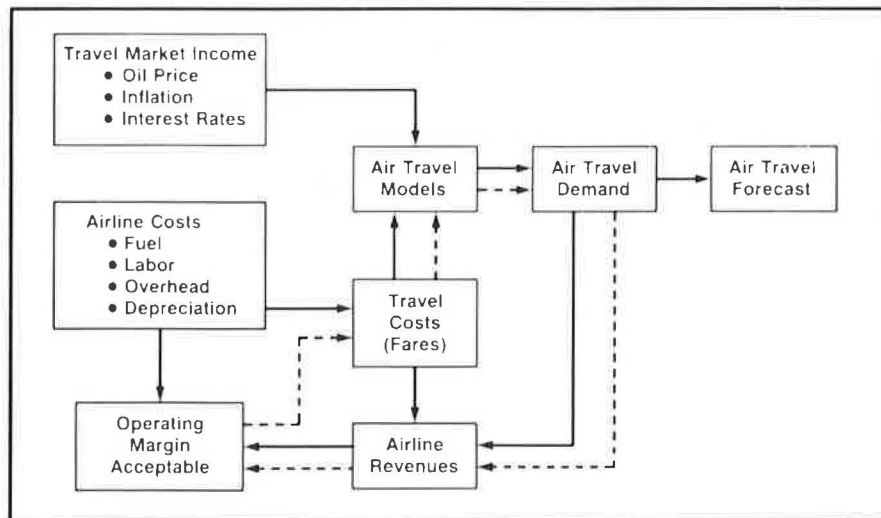 Travel Market Income
● Oil Price
● Inflation
● Interest Rates
Air Travel
Models
Air Travel
Demand
Air Travel
Forecast
Airline Costs
● Fuel
● Labor
● Overhead
● Depreciation
Travel
Costs
(Fares)
Operating
Margin
Acceptable
Airline
Revenues